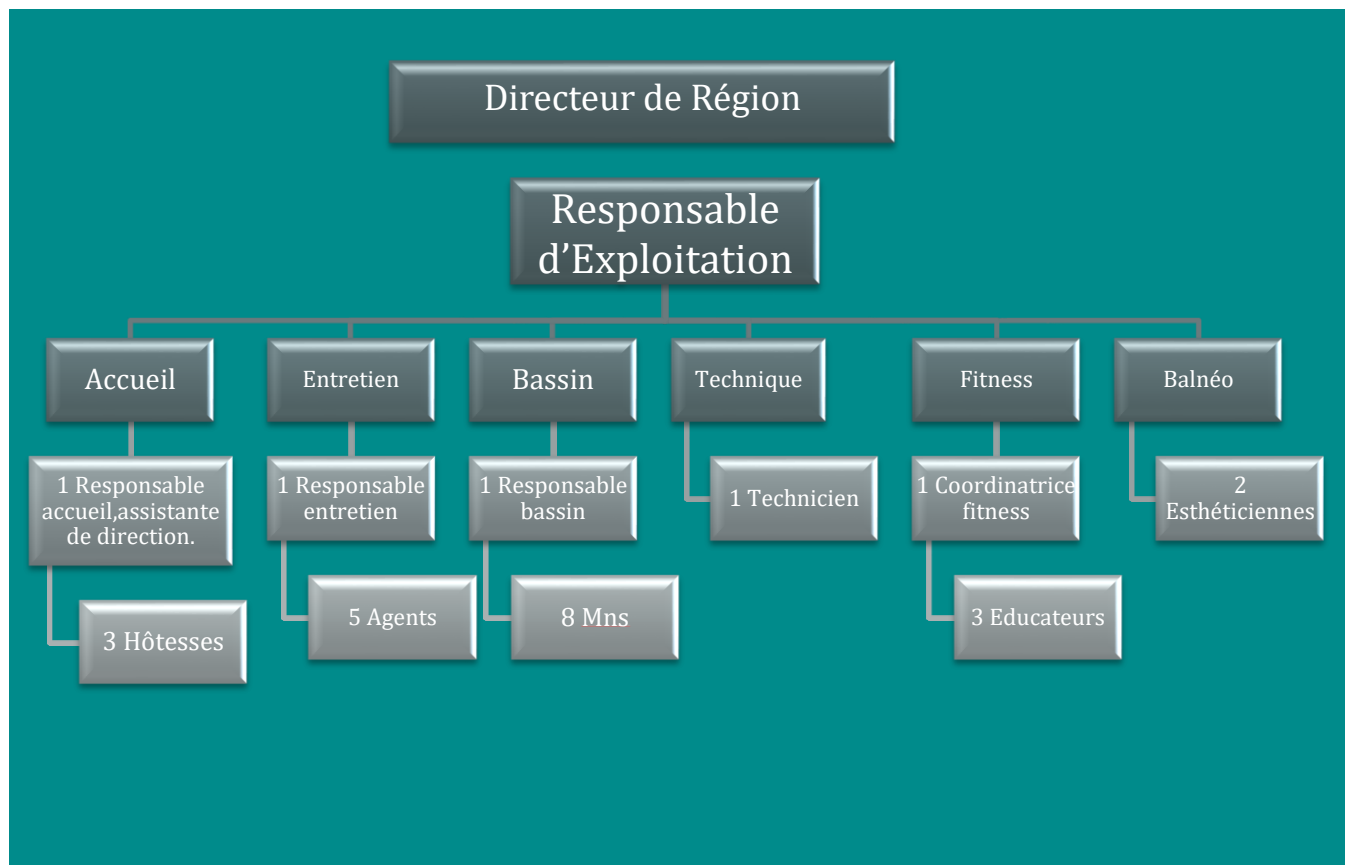 Directeur de Région
Responsable
d’Exploitation
Accueil
Entretien
Bassin
Technique
Fitness
Balnéo
1 Responsable
accueil,assistante
de direction.
1 Responsable
entretien
1 Responsable
bassin
1 Technicien
1 Coordinatrice
fitness
2
Esthéticiennes
3 Hôtesses
5 Agents
8 Mns
3 Educateurs